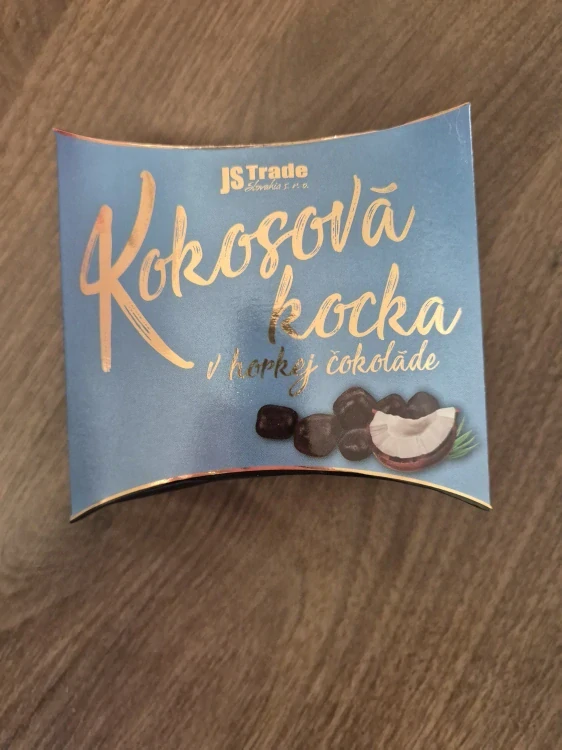 JS Trade
Slovakia s. r. o.
Kokosová
kocka
v horkej čokoláde